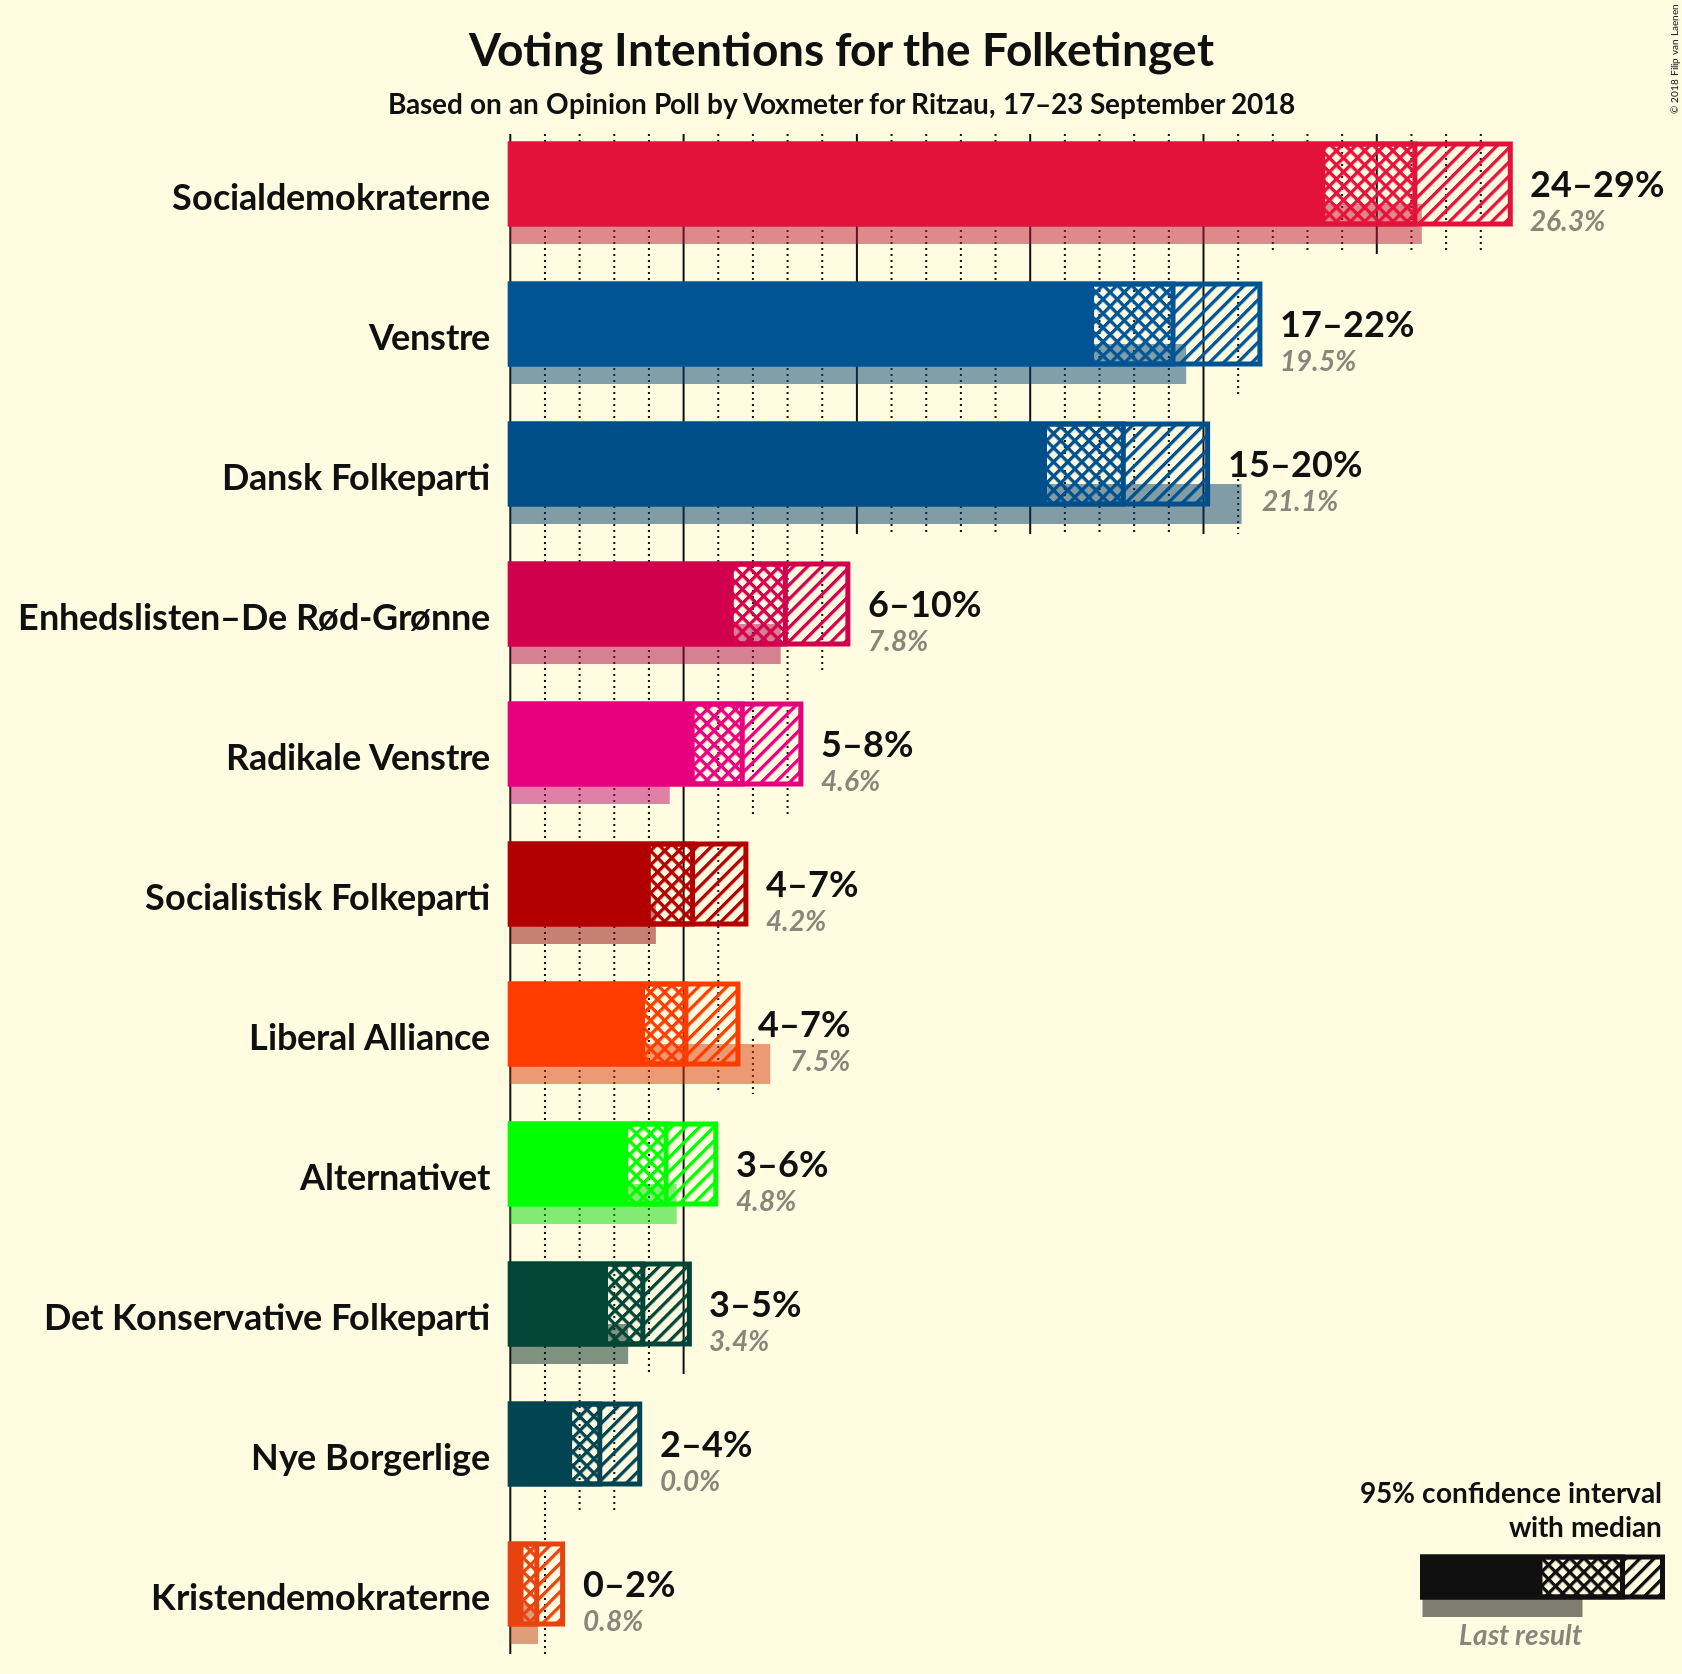 Voting Intentions for the Folketinget
Based on an Opinion Poll by Voxmeter for Ritzau, 17–23 September 2018
© 2018 Filip van Laenen
Socialdemokraterne
24–29%
26.3%
Venstre
17–22%
19.5%
Dansk Folkeparti
15–20%
21.1%
Enhedslisten–De Rød-Grønne
6–10%
7.8%
Radikale Venstre
5–8%
4.6%
Socialistisk Folkeparti
4–7%
4.2%
Liberal Alliance
4–7%
7.5%
Alternativet
3–6%
4.8%
Det Konservative Folkeparti
3–5%
3.4%
Nye Borgerlige
2–4%
0.0%
Kristendemokraterne
0–2%
0.8%
95% confidence interval
with median
Last result